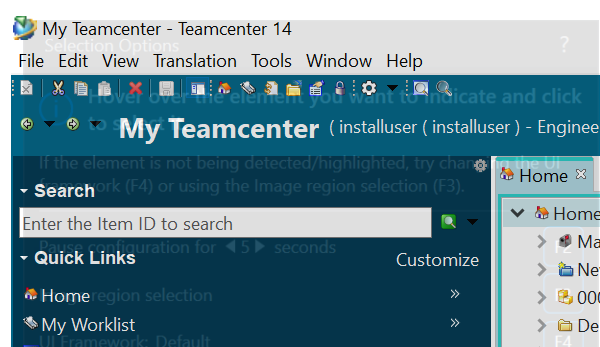 My Teamcenter - Teamcenter 14
Selection Options ?
File Edit View Translation Tools Window Help
Hover over the element you want to indicate and click
to select it
My Teamcenter ( installuser ( installuser ) - Enginee
If the element is not being detected/highlighted, try changing the UI
framework (F4) or using the Image region selection (F3).
Home
Search
Enter the Item ID to search
Pause configuration for 5 seconds
Quick Links
Customize
Home »
region selection
My Worklist »
UI Framework: Default
F4
Home
Ma
New
000
De